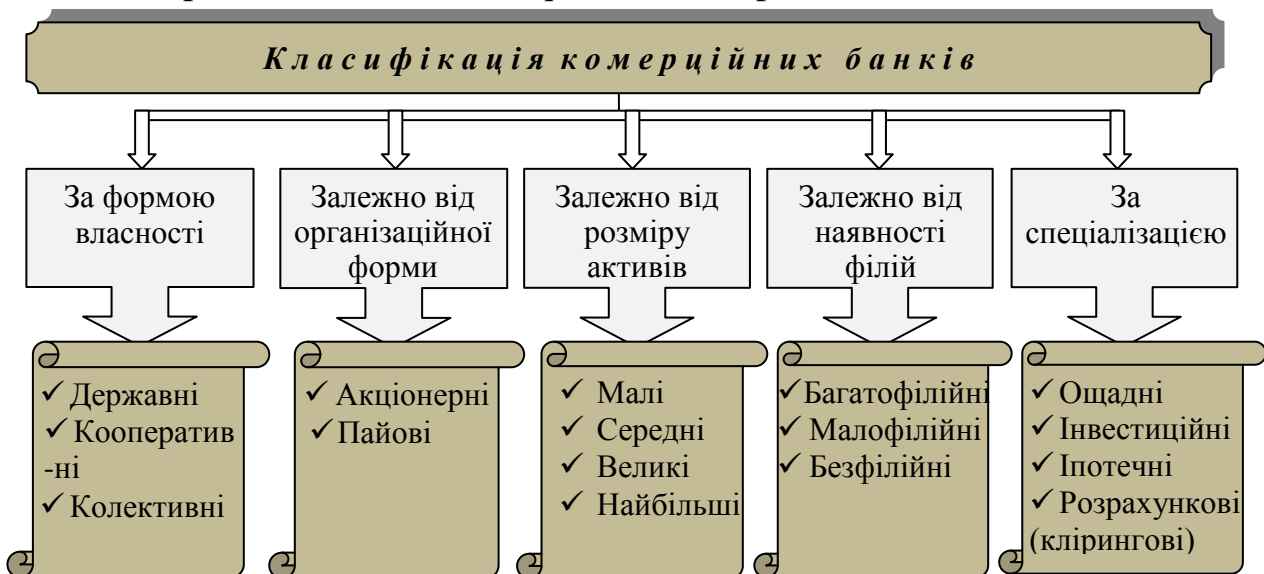 Класифікація комерційних банків
За формою
власності
Залежно від
організаційної
форми
Залежно від
розміру
активів
Залежно від
наявності
філій
За
спеціалізацією
✓ Державні
✓ Кооператив
-ні
✓ Колективні
✓ Акціонерні
✓ Пайові
✓ Малі
✓ Середні
✓ Великі
✓ Найбільші
✓ Багатофілійні
✓ Малофілійні
✓ Безфілійні
✓ Ощадні
✓ Інвестиційні
✓ Іпотечні
✓ Розрахункові
(клірингові)